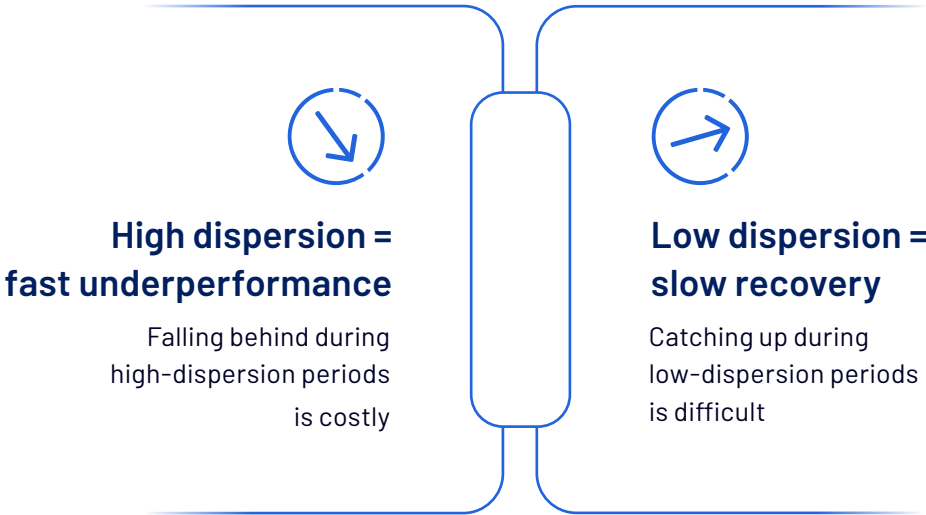 High dispersion =
fast underperformance
Falling behind during
high-dispersion periods
is costly
Low dispersion =
slow recovery
Catching up during
low-dispersion periods
is difficult